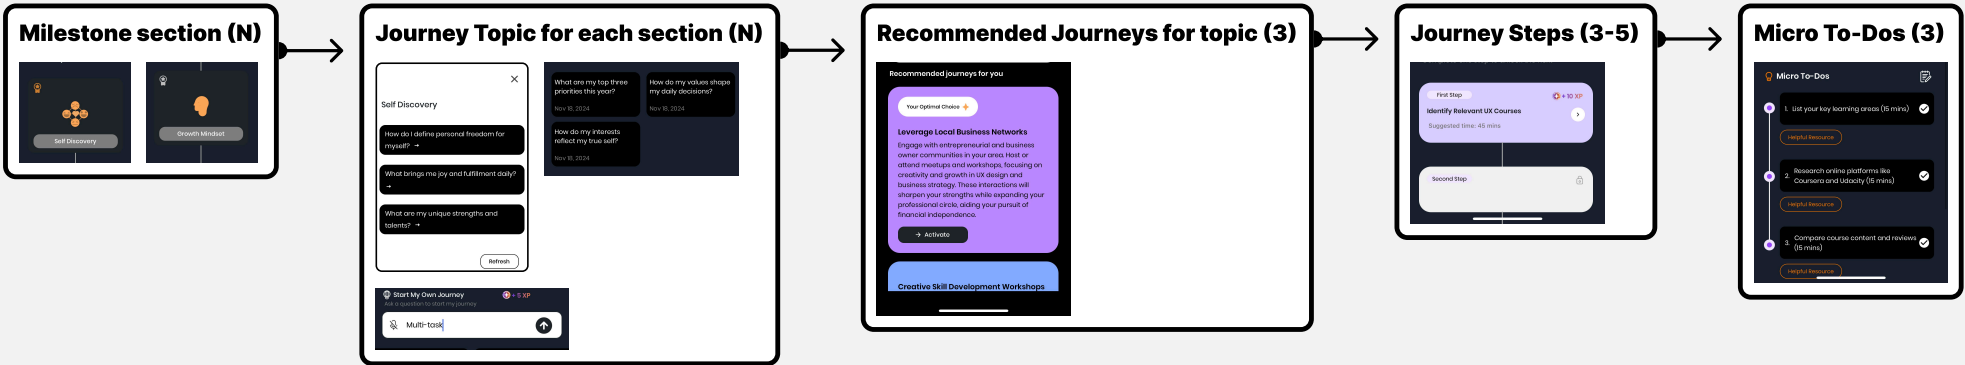 Milestone section (N)
Self Discovery
Growth Mindset
Journey Topic for each section (N)
Self Discovery
How do I define personal freedom for
myself? →
What brings me joy and fulfillment daily?
→
What are my unique strengths and
talents? →
Refresh
What are my top three
priorities this year?
Nov 18, 2024
How do my values shape
my daily decisions?
Nov 18, 2024
How do my interests
reflect my true self?
Nov 18, 2024
Start My Own Journey
+ 5 XP
Ask a question to start my journey
Multi-task
Recommended Journeys for topic (3)
Recommended journeys for you
Your Optimal Choice
Leverage Local Business Networks
Engage with entrepreneurial and business
owner communities in your area. Host or
attend meetups and workshops, focusing on
creativity and growth in UX design and
business strategy. These interactions will
sharpen your strengths while expanding your
professional circle, aiding your pursuit of
financial independence.
→ Activate
Creative Skill Development Workshops
Journey Steps (3-5)
First Step
+ 10 XP
Identify Relevant UX Courses
Suggested time: 45 mins
Second Step
Micro To-Dos (3)
Micro To-Dos
1. List your key learning areas (15 mins)
Helpful Resource
2. Research online platforms like
Coursera and Udacity (15 mins)
Helpful Resource
3. Compare course content and reviews
(15 mins)
Helpful Resource